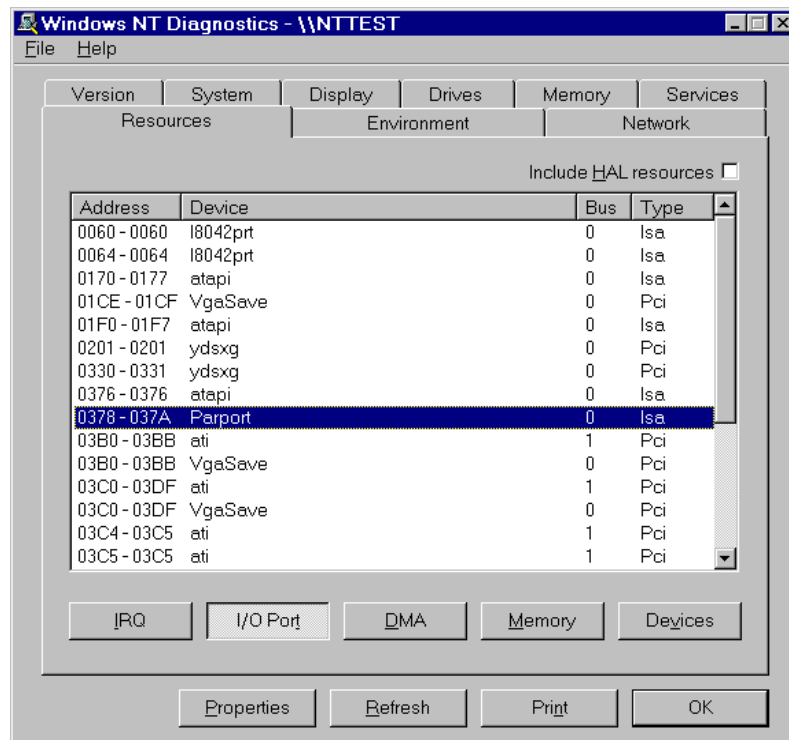 Windows NT Diagnostics - \\NTTEST
File Help
Version System Display Drives Memory Services
Resources Environment Network
Include HAL resources
Address Device Bus Type
0060 - 0060 I8042prt 0 Isa
0064 - 0064 I8042prt 0 Isa
0170 - 0177 atapi 0 Isa
01CE - 01CF VgaSave 0 Pci
01F0 - 01F7 atapi 0 Isa
0201 - 0201 ydsxg 0 Pci
0330 - 0331 ydsxg 0 Pci
0376 - 0376 atapi 0 Isa
0378 - 037A Parport 0 Isa
03B0 - 03BB ati 1 Pci
03B0 - 03BB VgaSave 0 Pci
03C0 - 03DF ati 1 Pci
03C0 - 03DF VgaSave 0 Pci
03C4 - 03C5 ati 1 Pci
03C5 - 03C5 ati 1 Pci
IRQ I/O Port DMA Memory Devices
Properties Refresh Print OK